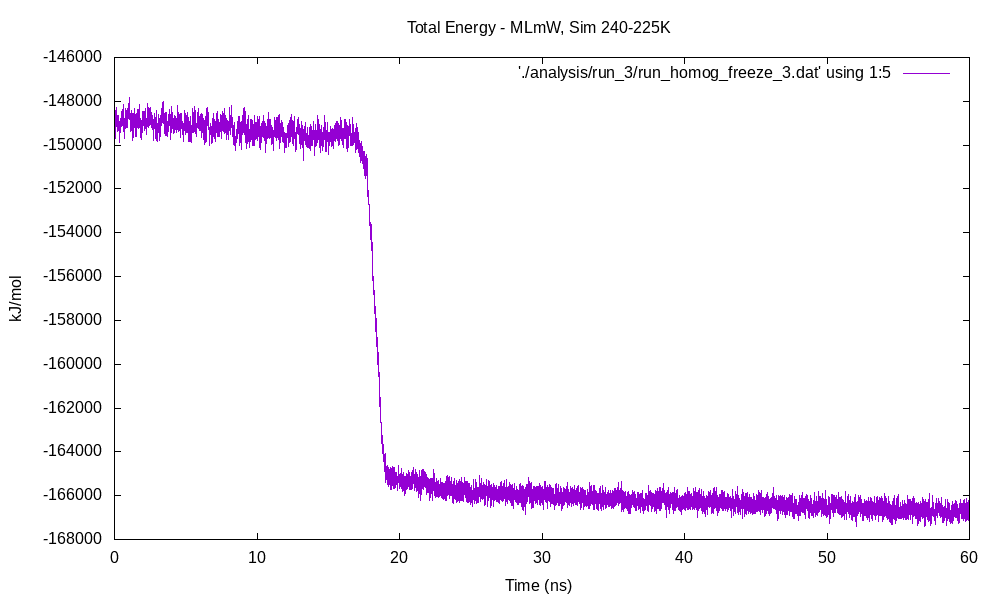 Total Energy - MLmW, Sim 240-225K
'./analysis/run_3/run_homog_freeze_3.dat' using 1:5
-146000
-148000
-150000
-152000
-154000
-156000
-158000
-160000
-162000
-164000
-166000
-168000
kJ/mol
0 10 20 30 40 50 60
Time (ns)